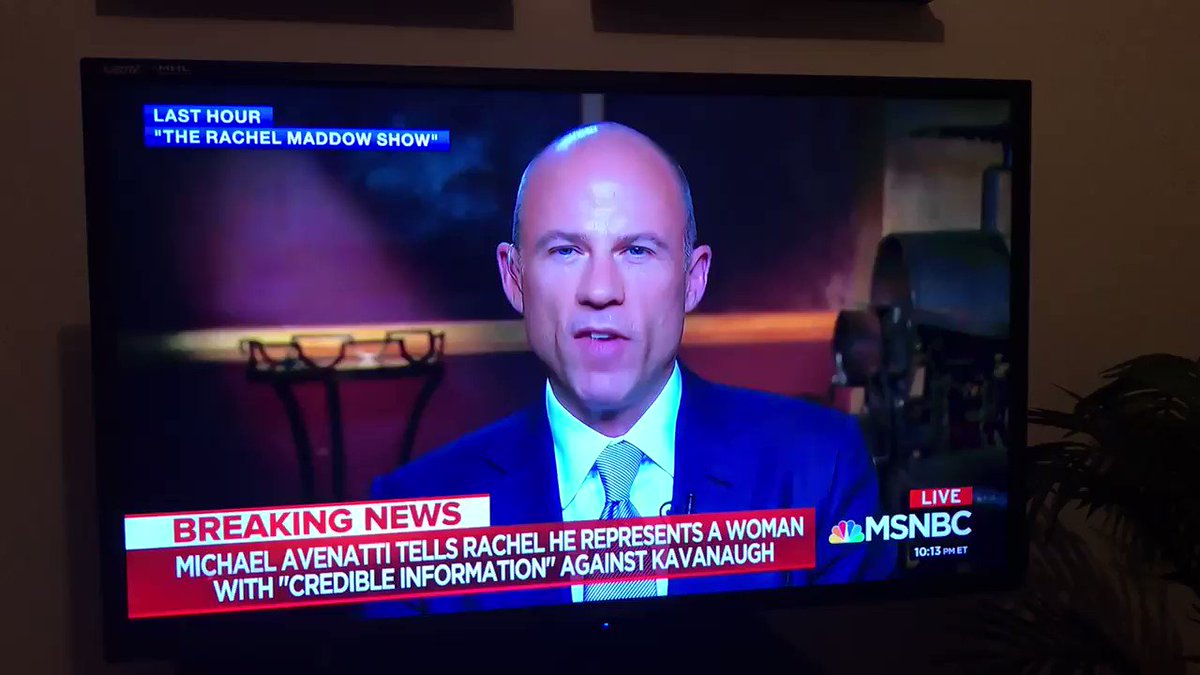 LAST HOUR
"THE RACHEL MADDOW SHOW"
BREAKING NEWS
MICHAEL AVENATTI TELLS RACHEL HE REPRESENTS A WOMAN
WITH "CREDIBLE INFORMATION" AGAINST KAVANAUGH
LIVE
MSNBC
10:13 PM ET